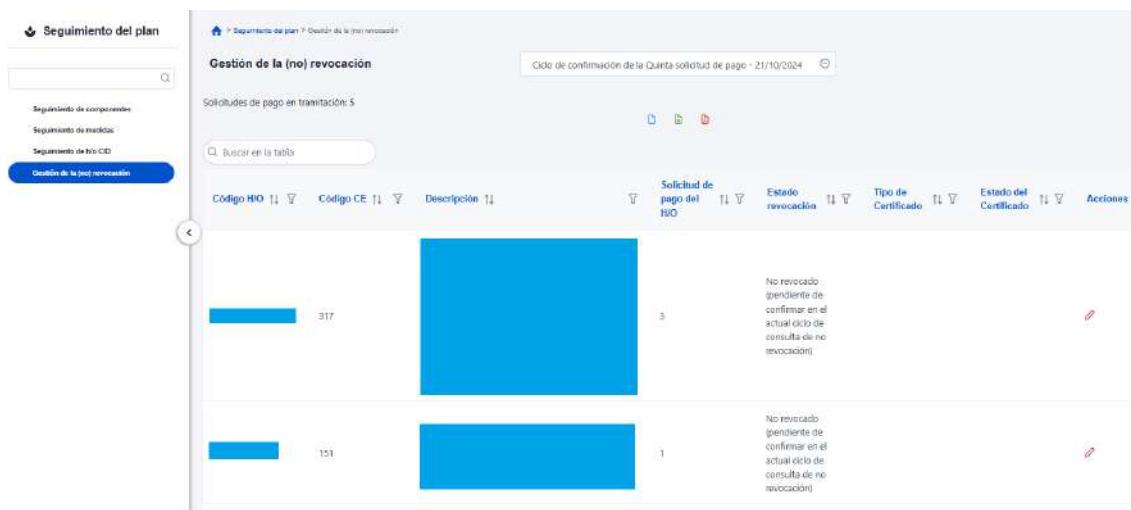 Seguimiento del plan
> Seguimiento del plan > Gestión de la (no) revocación
Gestión de la (no) revocación
Ciclo de confirmación de la Quinta solicitud de pago - 21/10/2024
Seguimiento de componentes
Seguimiento de medidas
Seguimiento de h/o CID
Gestión de la (no) revocación
Solicitudes de pago en tramitación: 5
Buscar en la tabla
Código H/O
Código CE
Descripción
Solicitud de pago del H/O
Estado revocación
Tipo de Certificado
Estado del Certificado
Acciones
317
3
No revocado
(pendiente de
confirmar en el
actual ciclo de
consulta de no
revocación)
151
1
No revocado
(pendiente de
confirmar en el
actual ciclo de
consulta de no
revocación)